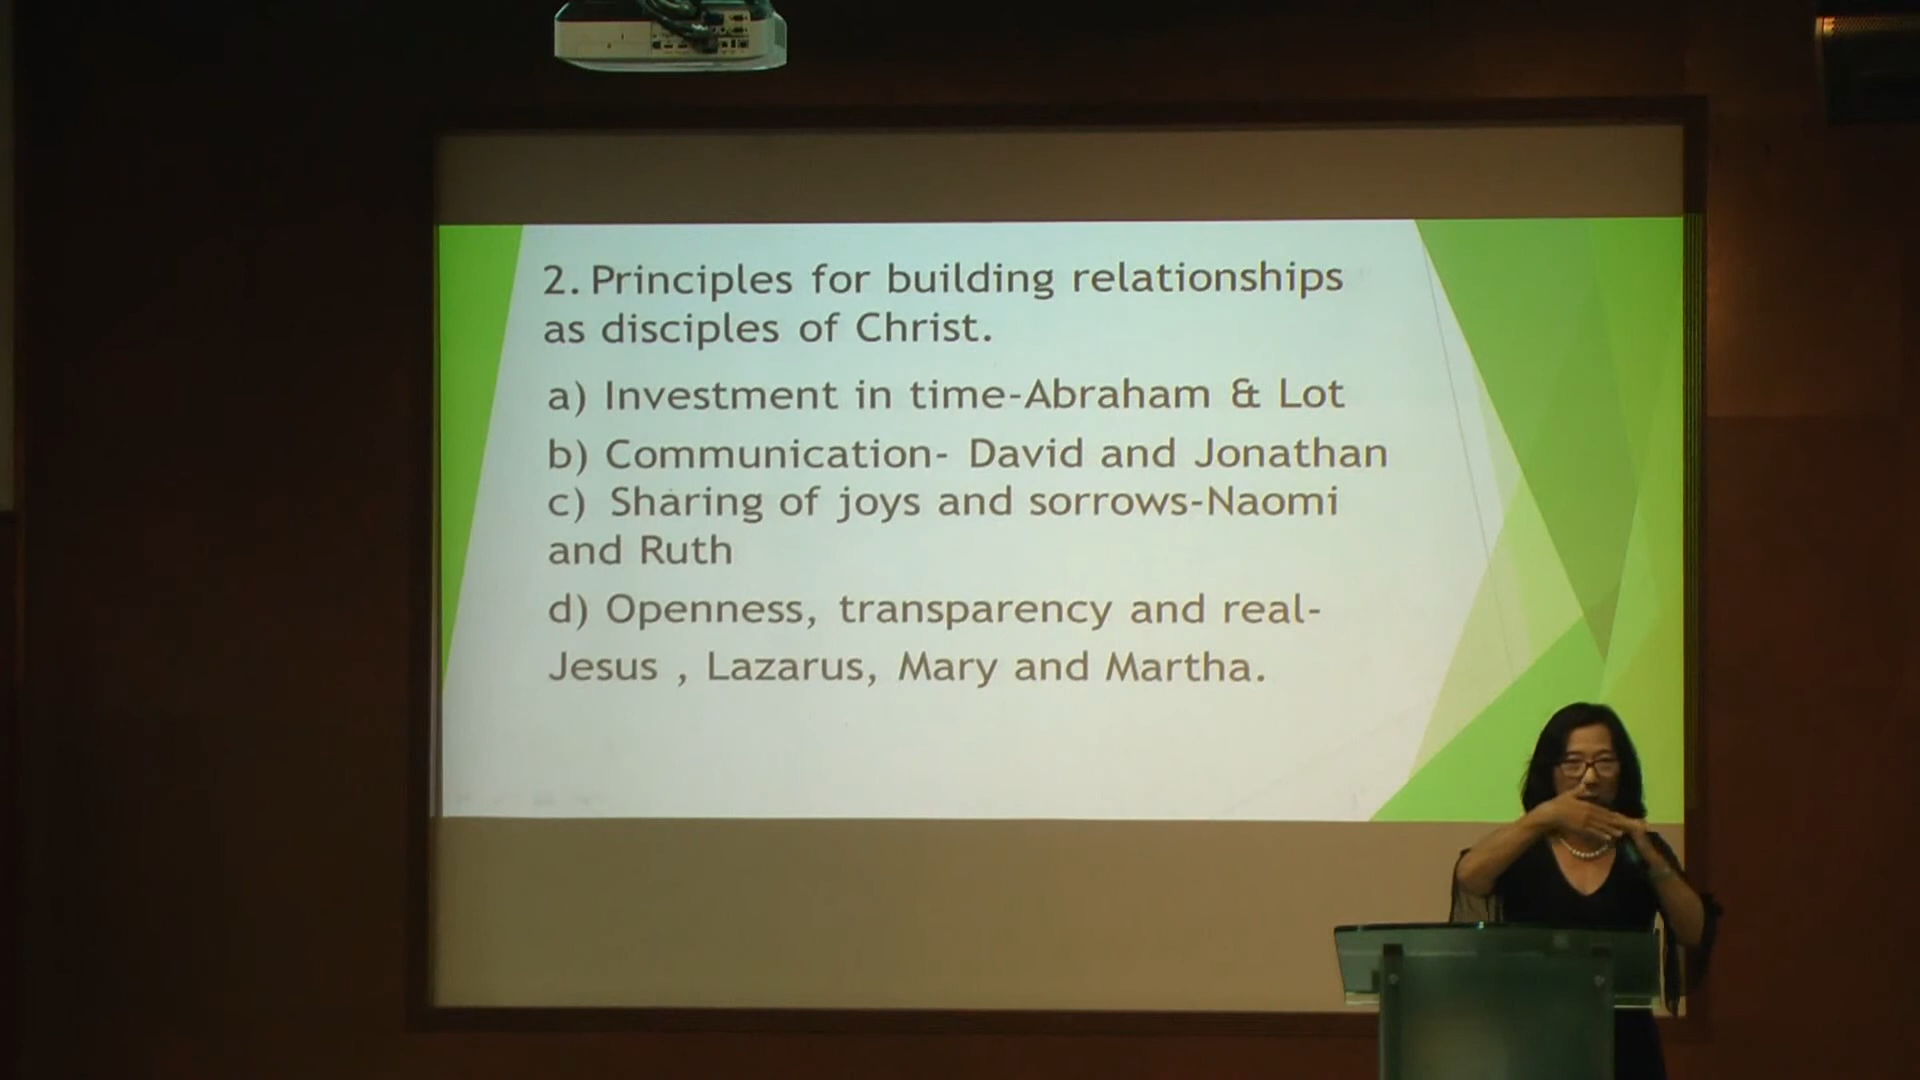 2. Principles for building relationships
as disciples of Christ.
a) Investment in time-Abraham & Lot
b) Communication- David and Jonathan
c) Sharing of joys and sorrows-Naomi
and Ruth
d) Openness, transparency and real-
Jesus , Lazarus, Mary and Martha.